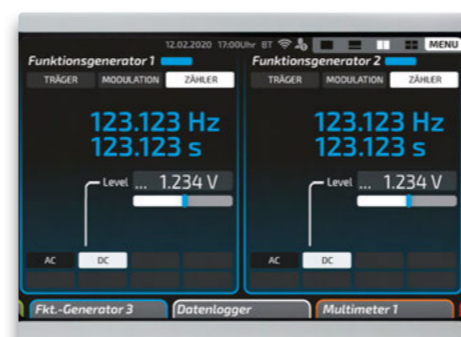 12.02.2020 17:00Uhr BT MENU
Funktionsgenerator 1
TRÄGER MODULATION ZÄHLER
123.123 Hz
123.123 s
Level ... 1.234 V
AC DC
Funktionsgenerator 2
TRÄGER MODULATION ZÄHLER
123.123 Hz
123.123 s
Level ... 1.234 V
AC DC
Fkt.-Generator 3 Datenlogger Multimeter 1